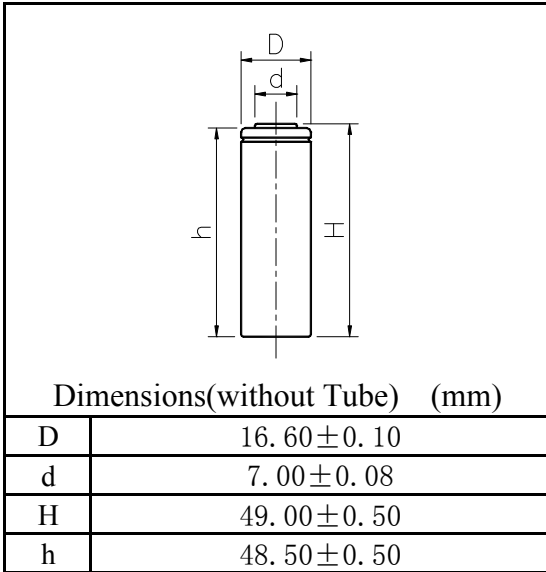 D
d
h
H
Dimensions(without Tube) (mm)
D 16.60±0.10
d 7.00±0.08
H 49.00±0.50
h 48.50±0.50